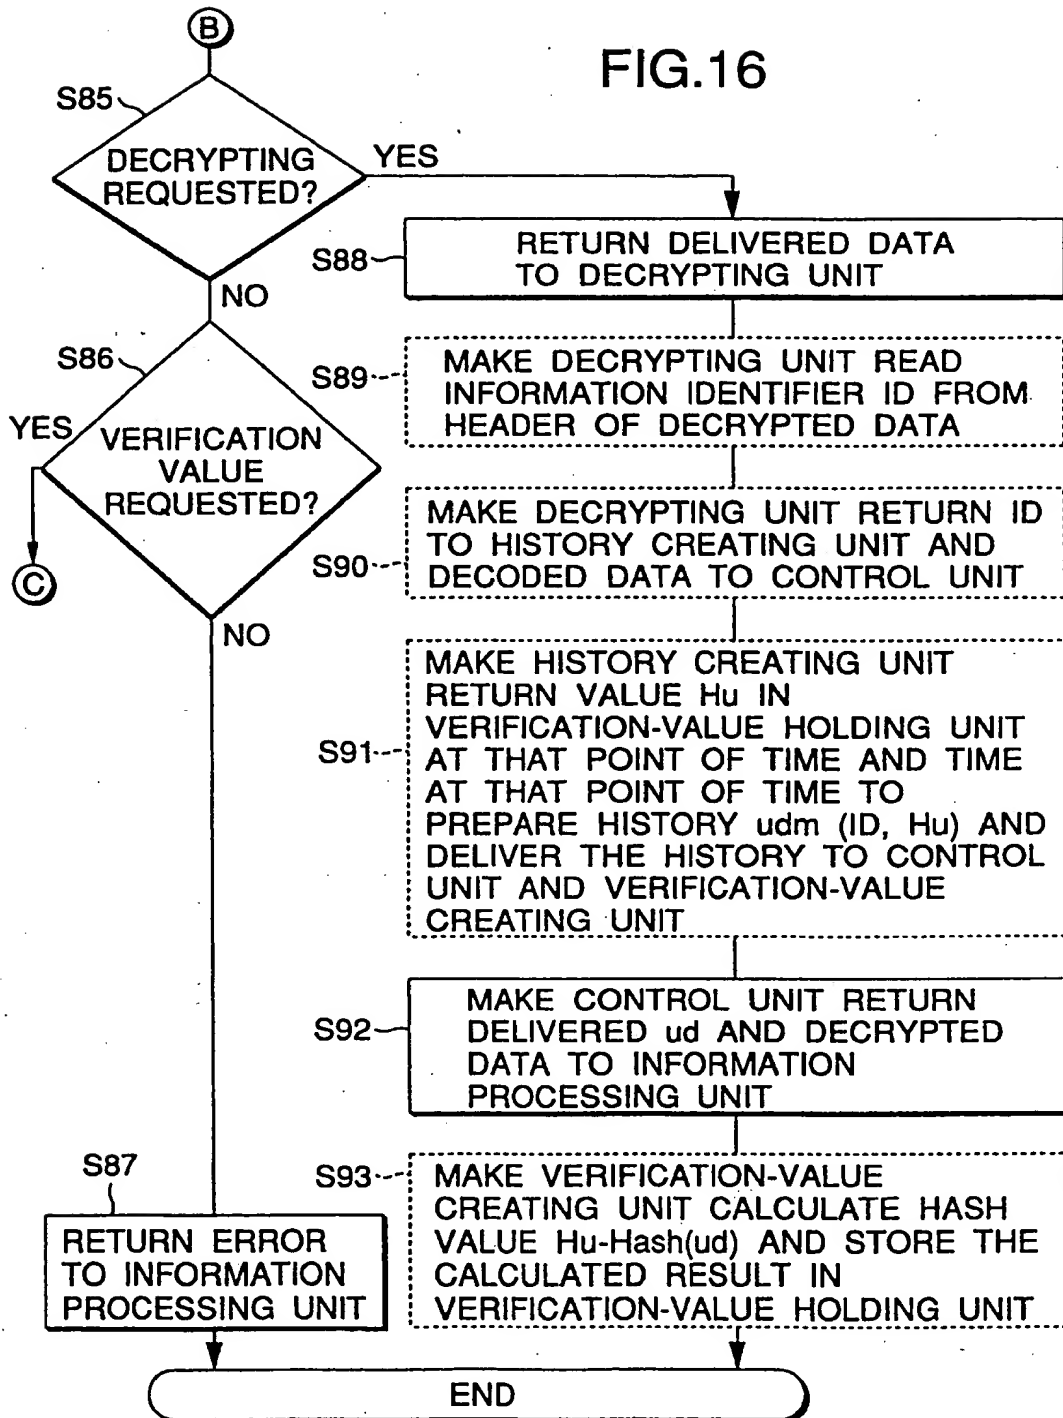 B
FIG.16
S85
DECRYPTING
REQUESTED?
YES
NO
S88
RETURN DELIVERED DATA
TO DECRYPTING UNIT
S86
YES
VERIFICATION
VALUE
REQUESTED?
C
NO
S89
MAKE DECRYPTING UNIT READ
INFORMATION IDENTIFIER ID FROM
HEADER OF DECRYPTED DATA
S90
MAKE DECRYPTING UNIT RETURN ID
TO HISTORY CREATING UNIT AND
DECODED DATA TO CONTROL UNIT
S91
MAKE HISTORY CREATING UNIT
RETURN VALUE Hu IN
VERIFICATION-VALUE HOLDING UNIT
AT THAT POINT OF TIME AND TIME
AT THAT POINT OF TIME TO
PREPARE HISTORY udm (ID, Hu) AND
DELIVER THE HISTORY TO CONTROL
UNIT AND VERIFICATION-VALUE
CREATING UNIT
S92
MAKE CONTROL UNIT RETURN
DELIVERED ud AND DECRYPTED
DATA TO INFORMATION
PROCESSING UNIT
S87
RETURN ERROR
TO INFORMATION
PROCESSING UNIT
S93
MAKE VERIFICATION-VALUE
CREATING UNIT CALCULATE HASH
VALUE Hu-Hash(ud) AND STORE THE
CALCULATED RESULT IN
VERIFICATION-VALUE HOLDING UNIT
END